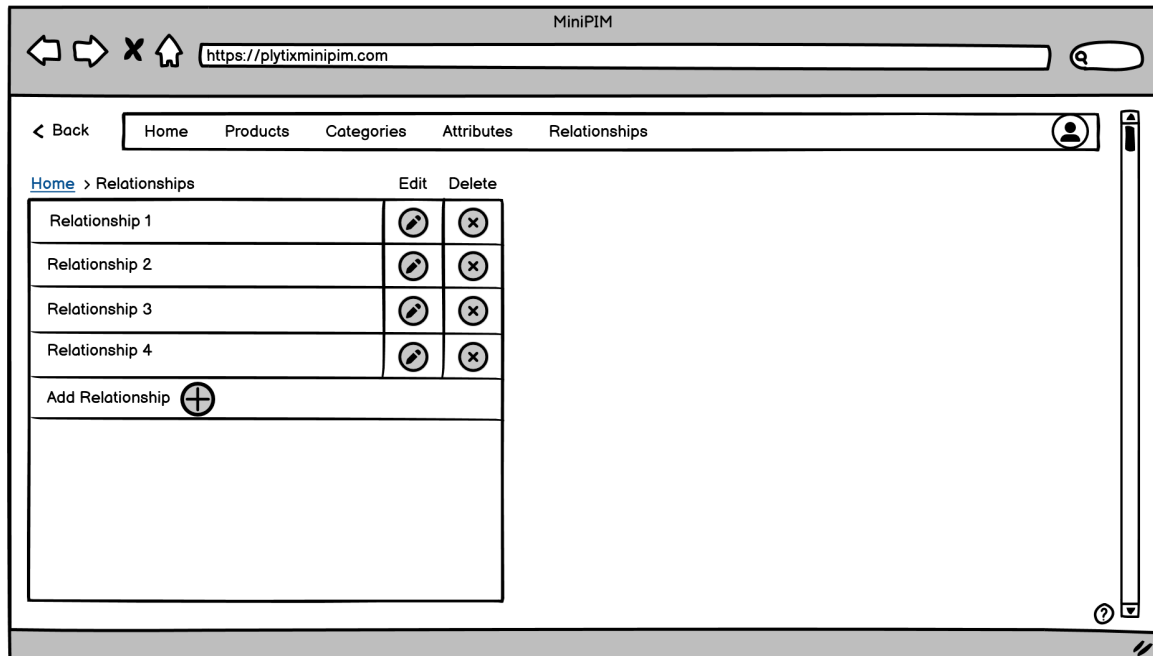 MiniPIM
https://plytixminipim.com
Back Home Products Categories Attributes Relationships
Home > Relationships Edit Delete
Relationship 1
Relationship 2
Relationship 3
Relationship 4
Add Relationship